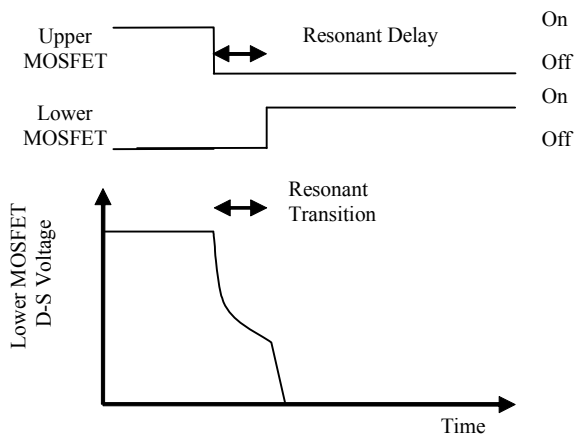 Upper
MOSFET
Resonant Delay
On
Off
Lower
MOSFET
On
Off
Resonant
Transition
Lower MOSFET
D-S Voltage
Time